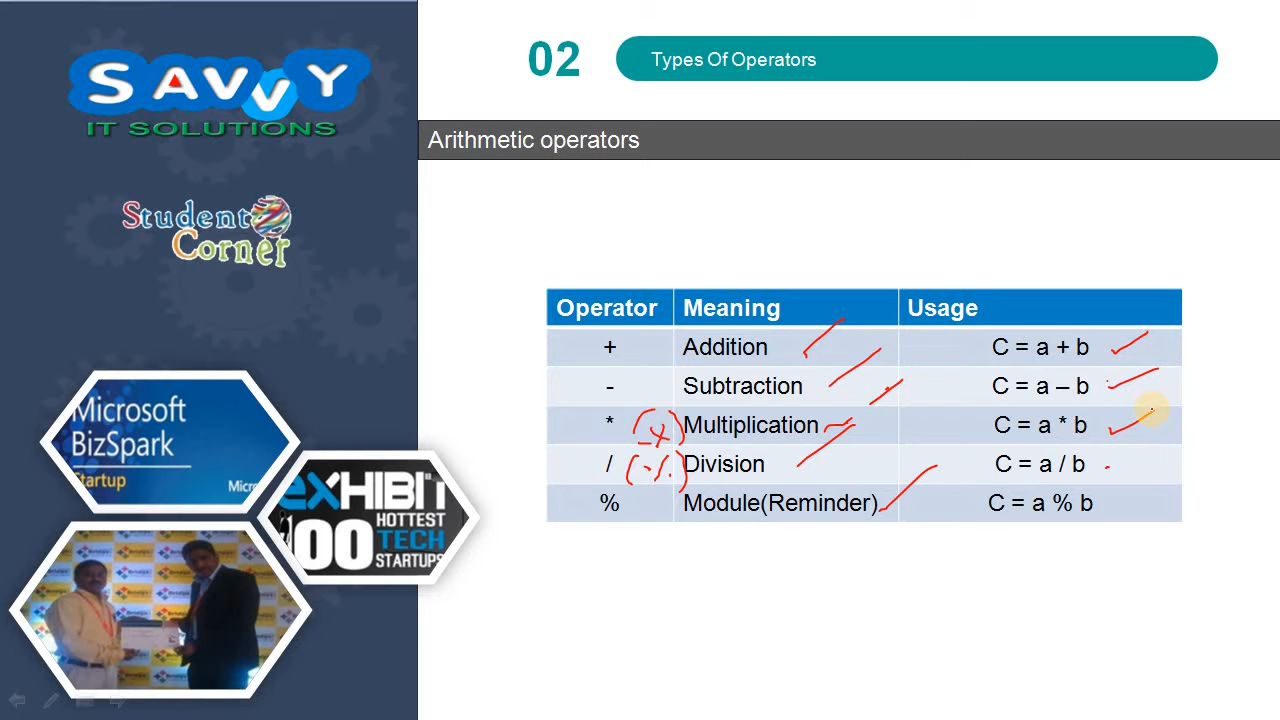 SAVVY
IT SOLUTIONS
Student
Corner
Microsoft
BizSpark
Startup
Micros
eXHIBIT
100 HOTTEST
TECH
STARTUPS
02
Types Of Operators
Arithmetic operators
Operator Meaning Usage
+ Addition C = a + b
- Subtraction C = a – b
* Multiplication C = a * b
/ Division C = a / b
% Module(Reminder) C = a % b